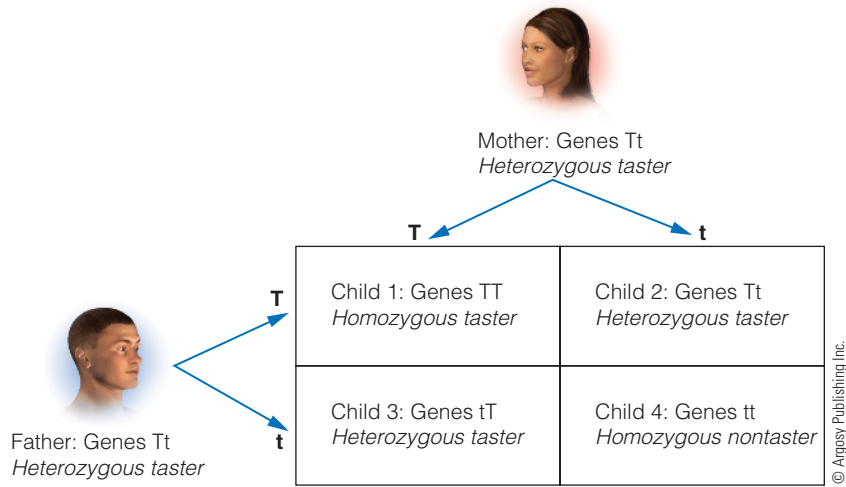 Mother: Genes Tt
Heterozygous taster
T
t
T
Child 1: Genes TT
Homozygous taster
Child 2: Genes Tt
Heterozygous taster
Father: Genes Tt
Heterozygous taster
t
Child 3: Genes tT
Heterozygous taster
Child 4: Genes tt
Homozygous nontaster
© Argosy Publishing Inc.